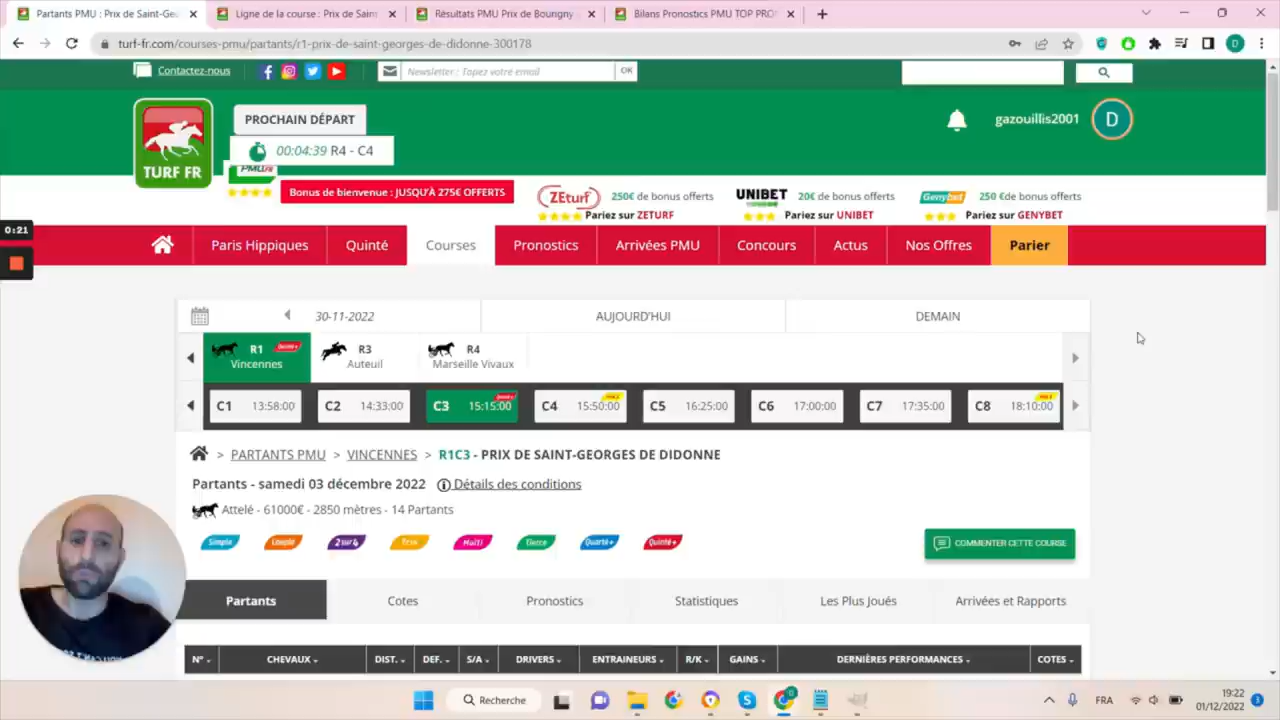 Partants PMU : Prix de Saint-Geo
Ligne de la course : Prix de Saint
Résultats PMU Prix de Bourigny
Bilans Pronostics PMU TOP PRO
turf-fr.com/courses-pmu/partants/r1-prix-de-saint-georges-de-didonne-300178
Contactez-nous
Newsletter : Tapez votre email
OK
PROCHAIN DÉPART
00:04:39 R4 - C4
TURF FR
gazouillis2001
D
Bonus de bienvenue : JUSQU'À 275€ OFFERTS
ZEturf
250€ de bonus offerts
Pariez sur ZETURF
UNIBET
20€ de bonus offerts
Pariez sur UNIBET
Genybet
250 € de bonus offerts
Pariez sur GENYBET
0:21
Paris Hippiques
Quinté
Courses
Pronostics
Arrivées PMU
Concours
Actus
Nos Offres
Parier
30-11-2022
AUJOURD'HUI
DEMAIN
R1
Quinté+
Vincennes
R3
Auteuil
R4
Marseille Vivaux
C1 13:58:00
C2 14:33:00
C3 15:15:00
C4 15:50:00
C5 16:25:00
C6 17:00:00
C7 17:35:00
C8 18:10:00
> PARTANTS PMU > VINCENNES > R1C3 - PRIX DE SAINT-GEORGES DE DIDONNE
Partants - samedi 03 décembre 2022 Détails des conditions
Attelé - 61000€ - 2850 mètres - 14 Partants
Simple
Couplé
2 sur 4
Trio
Multi
Tierce
Quarté+
Quinté+
COMMENTER CETTE COURSE
Partants
Cotes
Pronostics
Statistiques
Les Plus Joués
Arrivées et Rapports
N°
CHEVAUX
DIST.
DEF.
S/A
DRIVERS
ENTRAINEURS
R/K
GAINS
DERNIÈRES PERFORMANCES
COTES
Recherche
FRA
19:22
01/12/2022
3